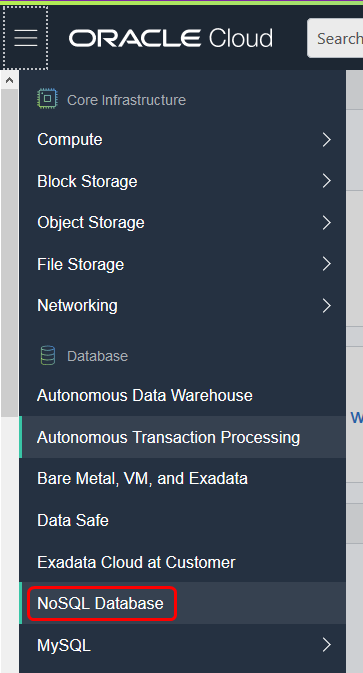 ORACLE Cloud
Search
Core Infrastructure
Compute
Block Storage
Object Storage
File Storage
Networking
Database
Autonomous Data Warehouse
W
Autonomous Transaction Processing
Bare Metal, VM, and Exadata
Data Safe
Exadata Cloud at Customer
NoSQL Database
MySQL